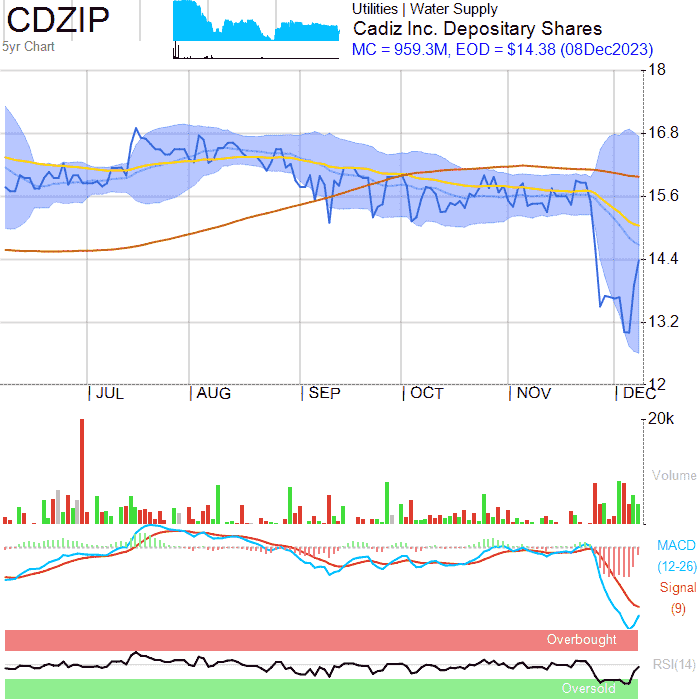 CDZIP
5yr Chart
Utilities | Water Supply
Cadiz Inc. Depositary Shares
MC = 959.3M, EOD = $14.38 (08Dec2023)
18
16.8
15.6
14.4
13.2
12
JUL AUG SEP OCT NOV DEC
20k
Volume
MACD
(12-26)
Signal
(9)
Overbought
RSI(14)
Oversold